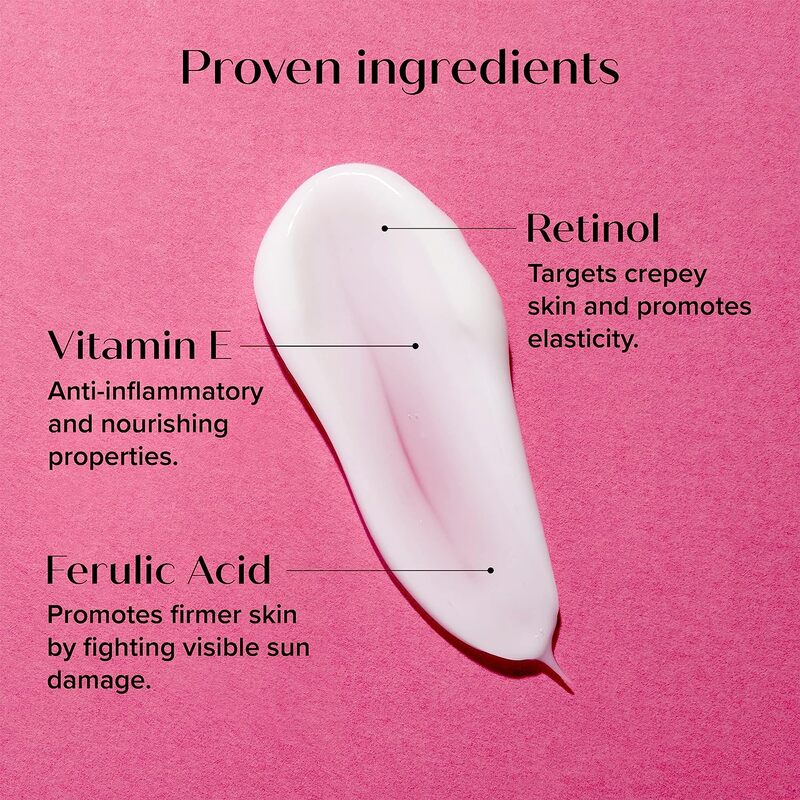 Proven ingredients
Retinol
Targets crepey
skin and promotes
elasticity.
Vitamin E
Anti-inflammatory
and nourishing
properties.
Ferulic Acid
Promotes firmer skin
by fighting visible sun
damage.